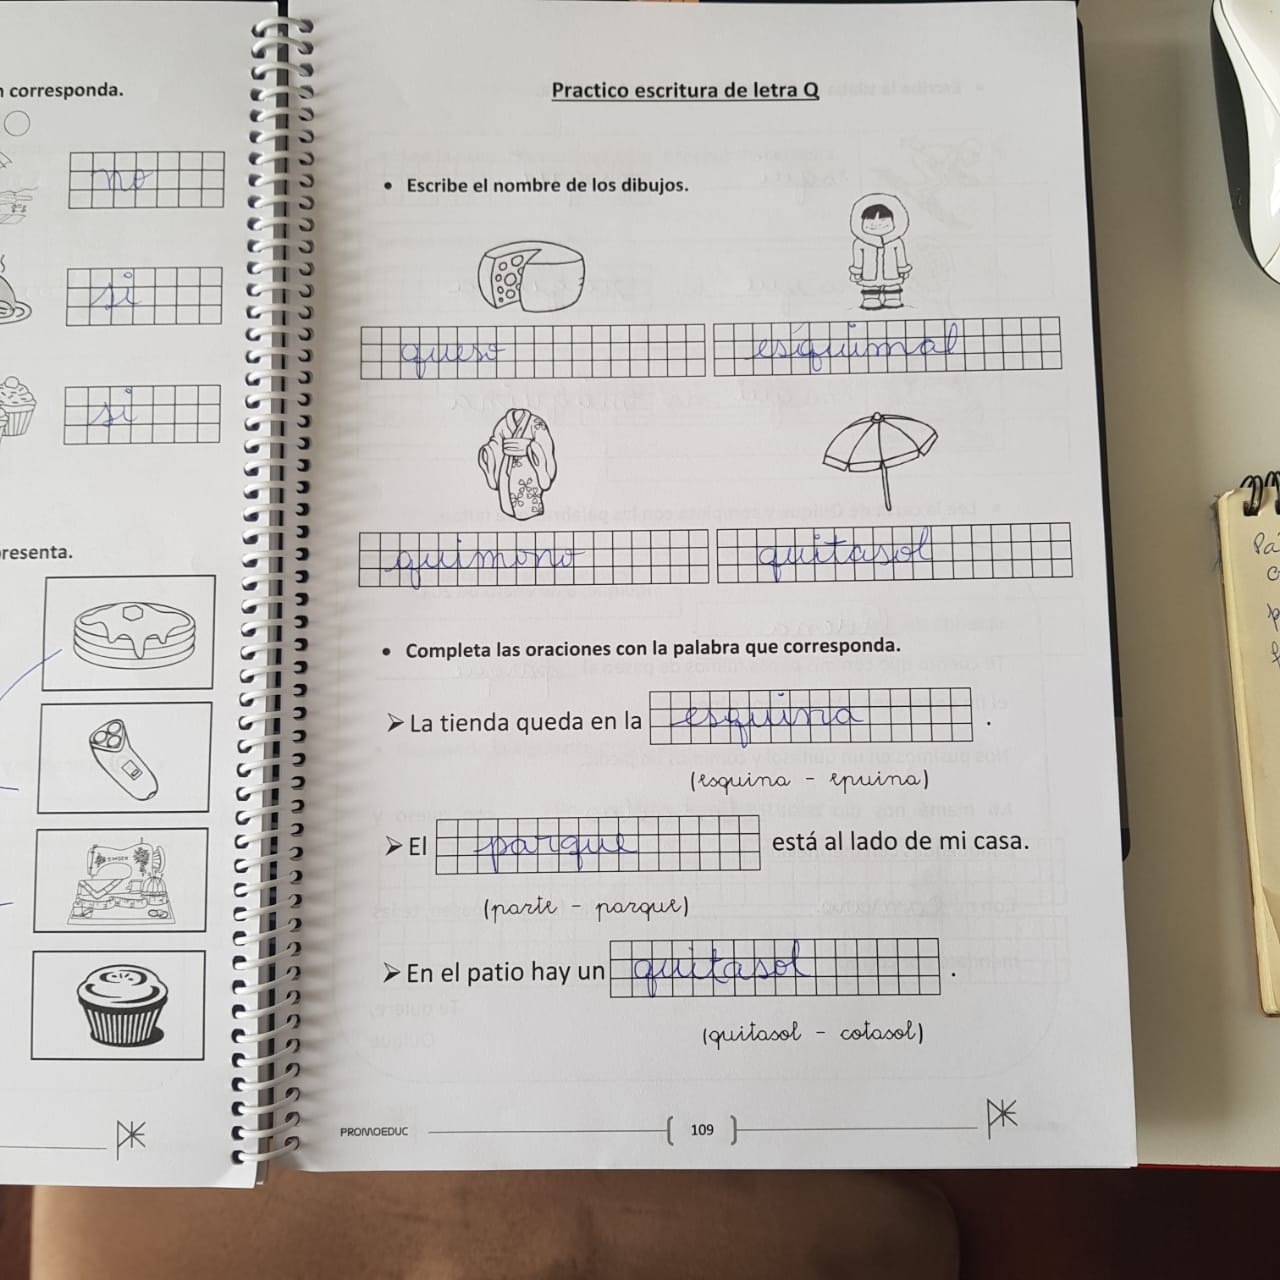 n corresponda.
no
si
si
resenta.
SINGER
Practico escritura de letra Q
• Escribe el nombre de los dibujos.
queso
esquimal
quimono
quitasol
• Completa las oraciones con la palabra que corresponda.
➢ La tienda queda en la esquina .
(esquina - epuina)
➢ El parque está al lado de mi casa.
(parte - parque)
➢ En el patio hay un quitasol .
(quitasol - cotasol)
PROMOEDUC
109